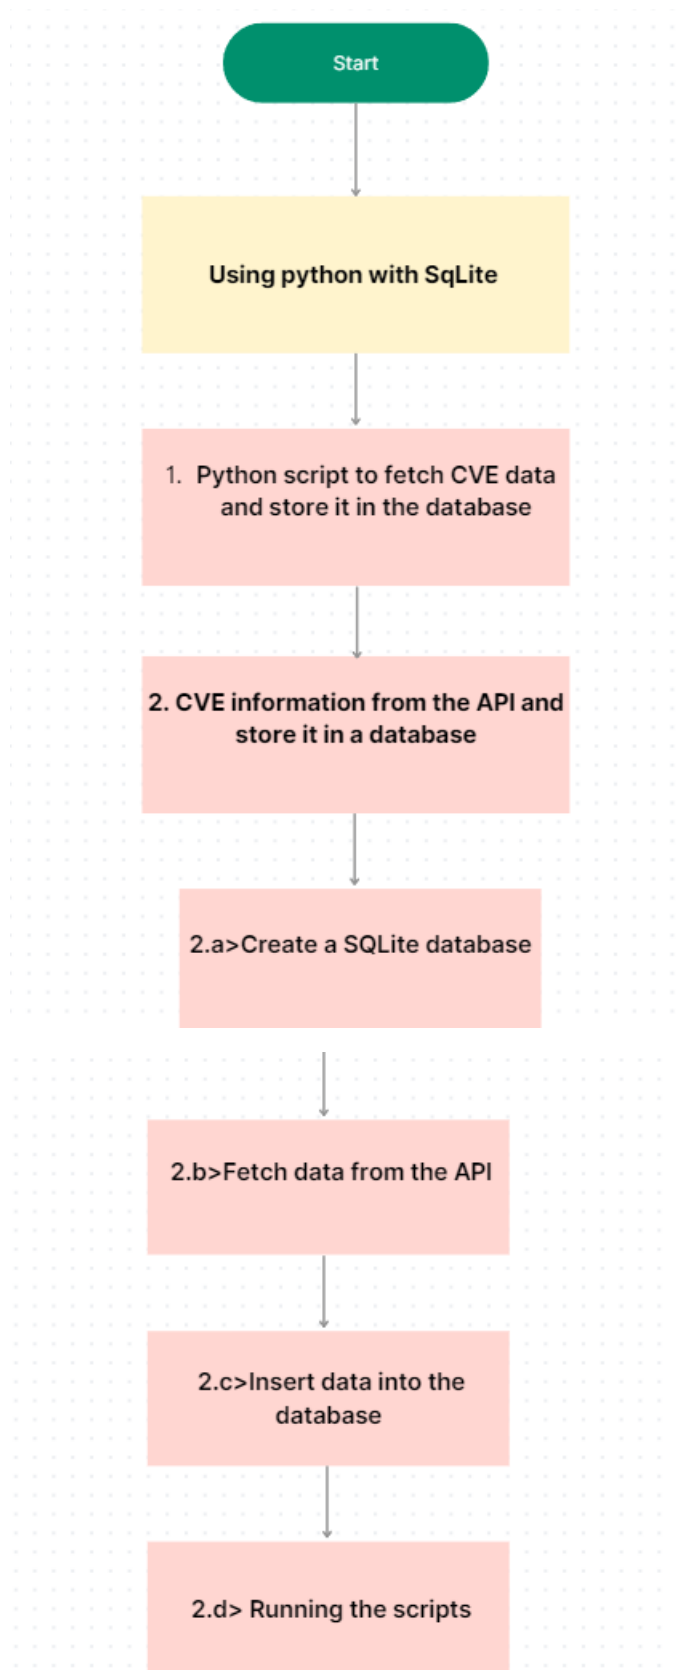 Start
Using python with SqLite
1. Python script to fetch CVE data
and store it in the database
2. CVE information from the API and
store it in a database
2.a>Create a SQLite database
2.b>Fetch data from the API
2.c>Insert data into the
database
2.d> Running the scripts